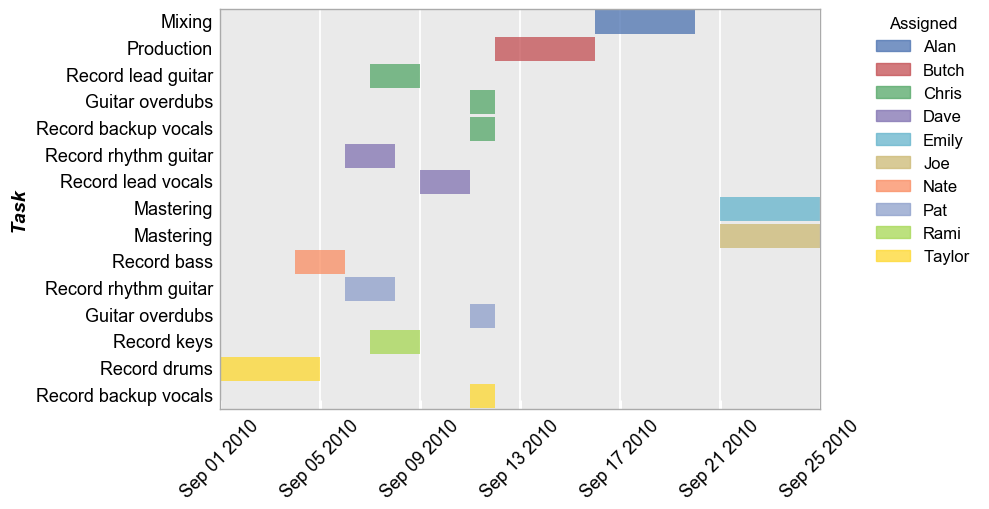 Task
Mixing
Production
Record lead guitar
Guitar overdubs
Record backup vocals
Record rhythm guitar
Record lead vocals
Mastering
Mastering
Record bass
Record rhythm guitar
Guitar overdubs
Record keys
Record drums
Record backup vocals
Sep 01 2010
Sep 05 2010
Sep 09 2010
Sep 13 2010
Sep 17 2010
Sep 21 2010
Sep 25 2010
Assigned
Alan
Butch
Chris
Dave
Emily
Joe
Nate
Pat
Rami
Taylor